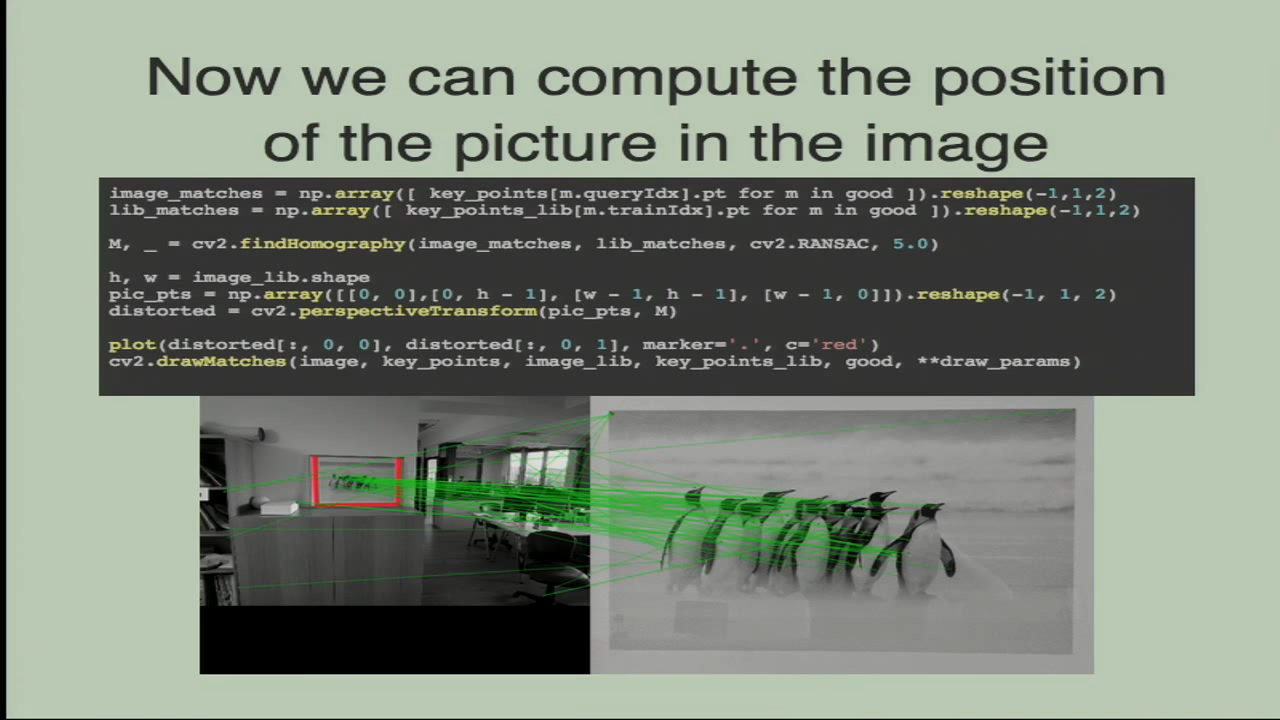 Now we can compute the position
of the picture in the image
image_matches = np.array([ key_points[m.queryIdx].pt for m in good ]).reshape(-1,1,2)
lib_matches = np.array([ key_points_lib[m.trainIdx].pt for m in good ]).reshape(-1,1,2)
M, _ = cv2.findHomography(image_matches, lib_matches, cv2.RANSAC, 5.0)
h, w = image_lib.shape
pic_pts = np.array([[0, 0],[0, h - 1], [w - 1, h - 1], [w - 1, 0]]).reshape(-1, 1, 2)
distorted = cv2.perspectiveTransform(pic_pts, M)
plot(distorted[:, 0, 0], distorted[:, 0, 1], marker='.', c='red')
cv2.drawMatches(image, key_points, image_lib, key_points_lib, good, **draw_params)